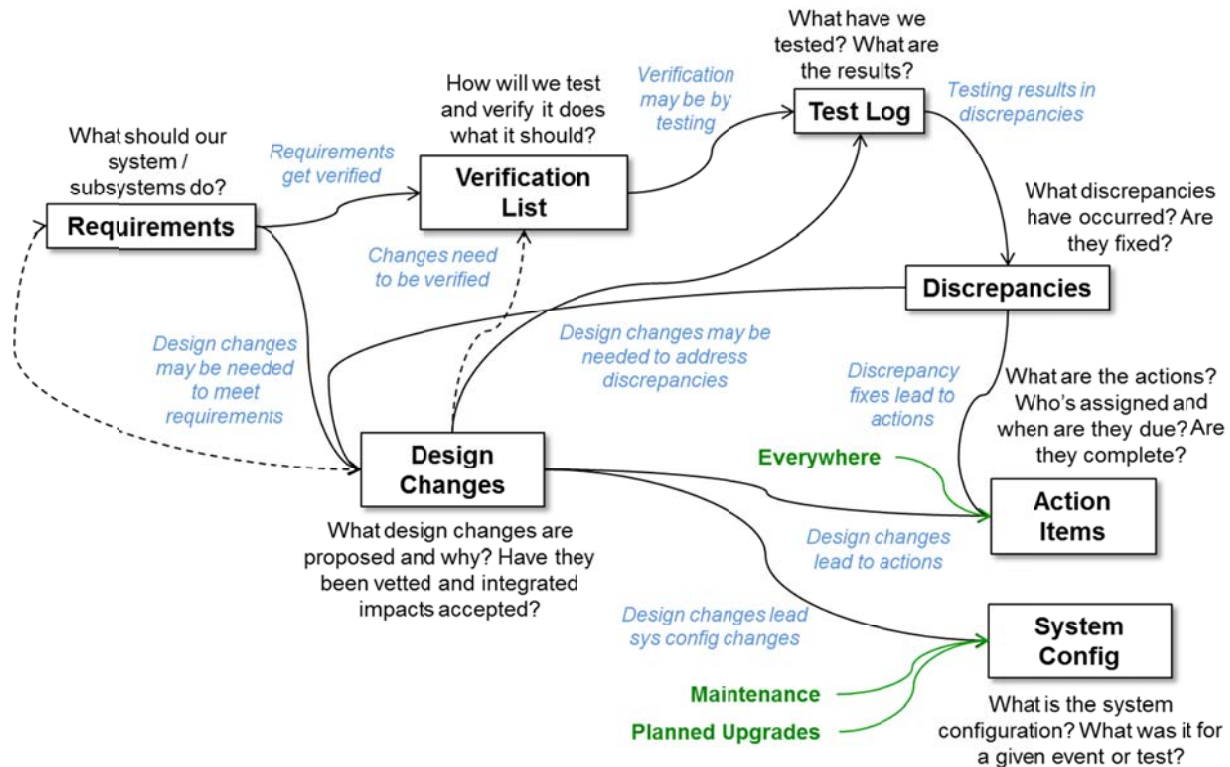 What have we
tested? What are
the results?
Test Log
Verification
may be by
testing
Testing results in
discrepancies
How will we test
and verify it does
what it should?
Verification
List
What should our
system /
subsystems do?
Requirements
Requirements
get verified
What discrepancies
have occurred? Are
they fixed?
Discrepancies
Changes need
to be verified
Design changes
may be needed
to meet
requirements
Design changes may be
needed to address
discrepancies
Discrepancy
fixes lead to
actions
What are the actions?
Who's assigned and
when are they due? Are
they complete?
Everywhere
Action
Items
Design
Changes
What design changes are
proposed and why? Have they
been vetted and integrated
impacts accepted?
Design changes
lead to actions
Design changes lead
sys config changes
System
Config
Maintenance
Planned Upgrades
What is the system
configuration? What was it for
a given event or test?